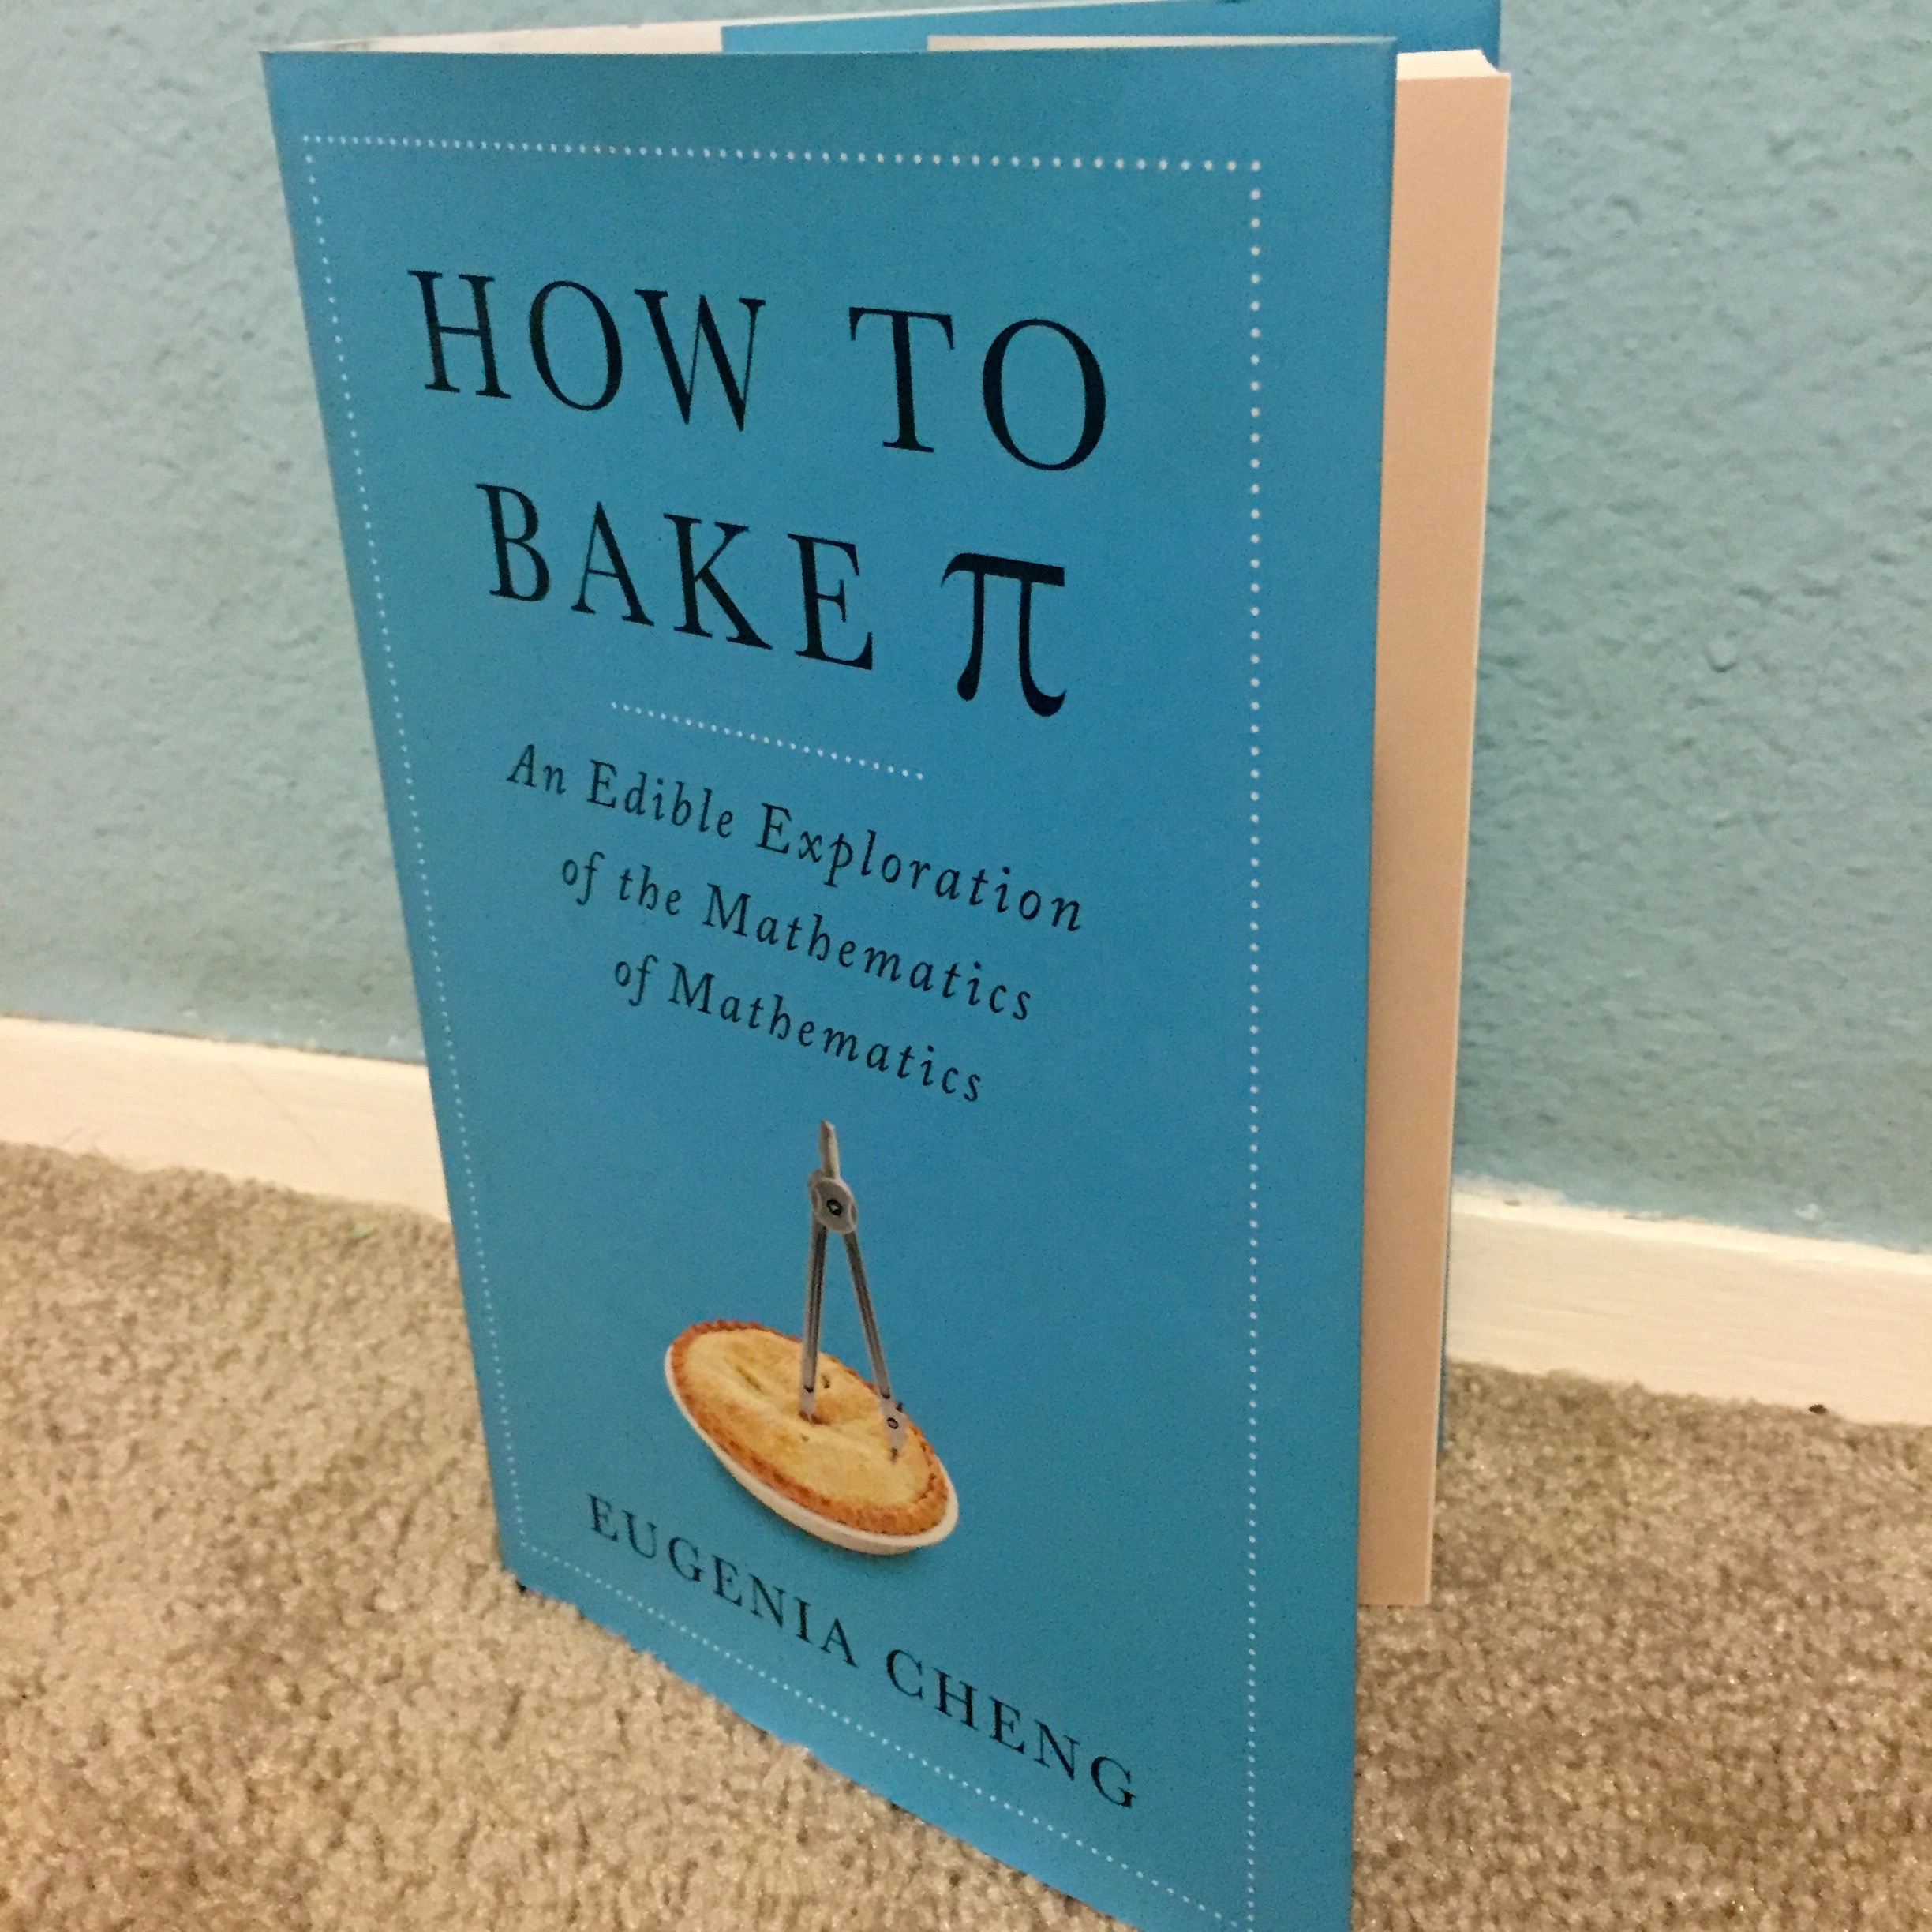 HOW TO
BAKE π
An Edible Exploration
of the Mathematics
of Mathematics
EUGENIA CHENG